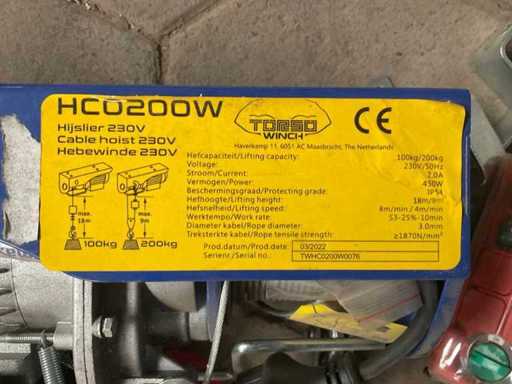 HC0200W
Hijslier 230V
Cable hoist 230V
Hebewinde 230V
TORSO
WINCH
CE
Haverkamp 11, 6051 AC Maasbracht, The Netherlands
max.
18m
100kg
max.
9m
200kg
Hefcapaciteit/Lifting capacity: 100kg/200kg
Voltage: 230V/50Hz
Stroom/Current: 2.0A
Vermogen/Power: 450W
Beschermingsgraad/Protecting grade: IP54
Hefhoogte/Lifting height: 18m/9m
Hefsnelheid/Lifting speed: 8m/min / 4m/min
Werktempo/Work rate: S3-25%-10min
Diameter kabel/Rope diameter: 3.0mm
Treksterkte kabel/Rope tensile strength: ≥1870N/mm²
Prod.datum/Prod.date: 03/2022
Serienr./Serial no.: TWHC0200W0076